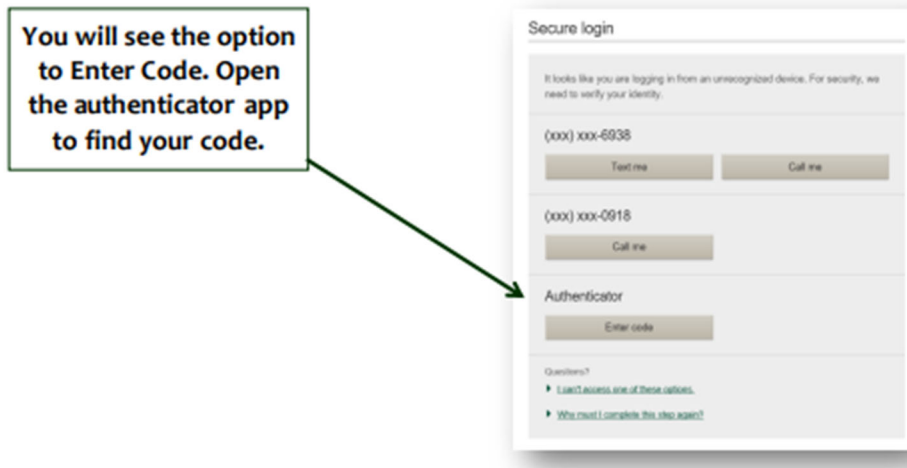 You will see the option
to Enter Code. Open
the authenticator app
to find your code.
Secure login
It looks like you are logging in from an unrecognized device. For security, we
need to verify your identity.
(xxx) xxx-6938
Text me
Call me
(xxx) xxx-0918
Call me
Authenticator
Enter code
Questions?
I can't access one of these options.
Why must I complete this step again?